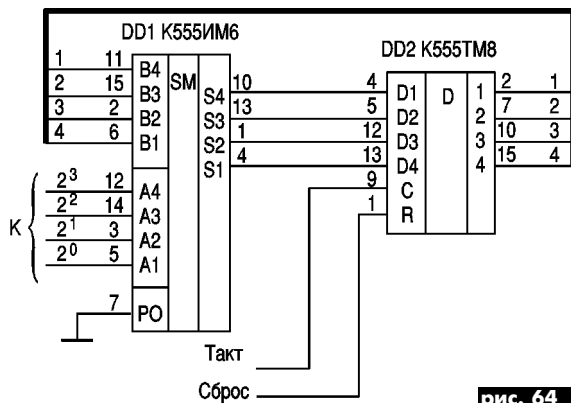 DD1 К555ИМ6
DD2 К555ТМ8
1 11 B4 SM S4 10 4 D1 D 1 2 1
2 15 B3 S3 13 5 D2 2 7 2
3 2 B2 S2 1 12 D3 3 10 3
4 6 B1 S1 4 13 D4 4 15 4
9 C
1 R
K
2³ 12 A4
2² 14 A3
2¹ 3 A2
2⁰ 5 A1
7 PO
Такт
Сброс
рис. 64